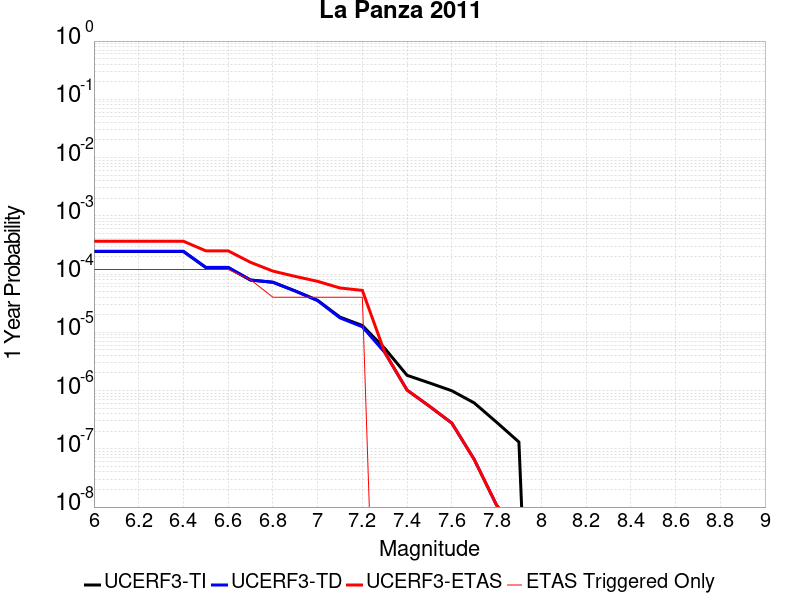 La Panza 2011
10^0
10^-1
10^-2
10^-3
10^-4
10^-5
10^-6
10^-7
10^-8
1 Year Probability
6 6.2 6.4 6.6 6.8 7 7.2 7.4 7.6 7.8 8 8.2 8.4 8.6 8.8 9
Magnitude
UCERF3-TI UCERF3-TD UCERF3-ETAS ETAS Triggered Only